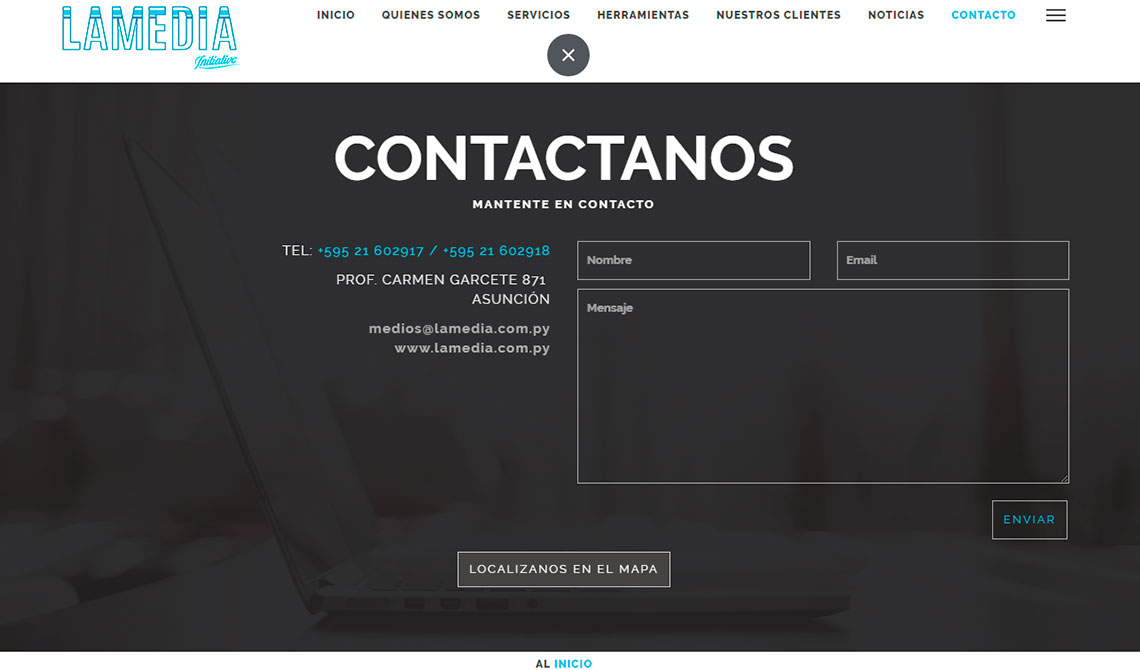 LAMEDIA
Initiative
INICIO QUIENES SOMOS SERVICIOS HERRAMIENTAS NUESTROS CLIENTES NOTICIAS CONTACTO
CONTACTANOS
MANTENTE EN CONTACTO
TEL: +595 21 602917 / +595 21 602918
PROF. CARMEN GARCETE 871
ASUNCIÓN
medios@lamedia.com.py
www.lamedia.com.py
Nombre
Email
Mensaje
ENVIAR
LOCALIZANOS EN EL MAPA
AL INICIO